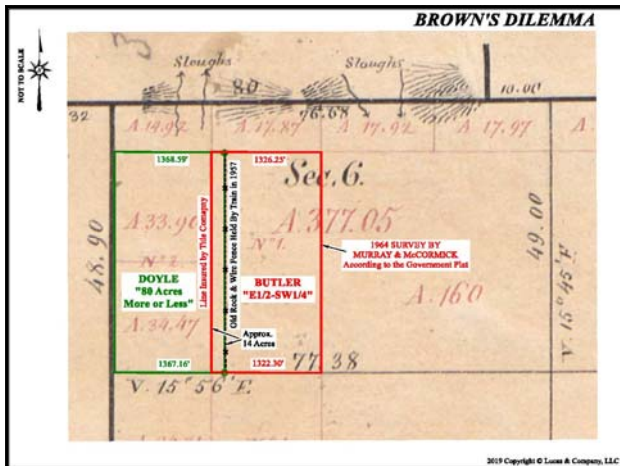 BROWN'S DILEMMA
NOT TO SCALE
Sloughs
Sloughs
80
10.00
32
76.68
A 14.92
A 17.87
A 17.92
A 17.97
A.
1368.59'
1326.25'
Sec. 6.
A 33.96
A. 377.05
Nº 2.
Nº 1.
48.90
49.00
Line Insured by Title Comapny
Old Rock & Wire Fence Held By Train in 1957
1964 SURVEY BY
MURRAY & McCORMICK
According to the Government Plat
DOYLE
"80 Acres
More or Less"
BUTLER
"E1/2-SW1/4"
A. 160
A 34.47
Approx.
14 Acres
1367.16'
1322.30'
77.38
V. 15° 56' E.
V. 15° 45' E.
2019 Copyright © Lucas & Company, LLC